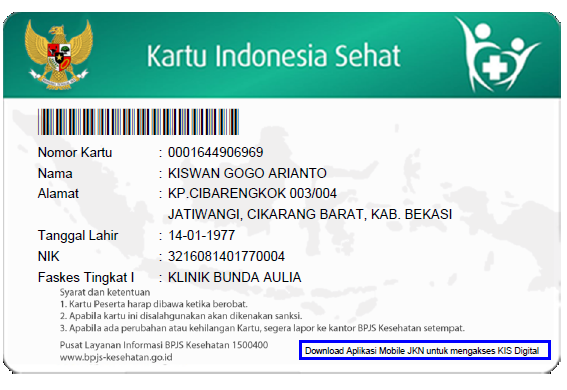 Kartu Indonesia Sehat
Nomor Kartu : 0001644906969
Nama : KISWAN GOGO ARIANTO
Alamat : KP.CIBARENGKOK 003/004
JATIWANGI, CIKARANG BARAT, KAB. BEKASI
Tanggal Lahir : 14-01-1977
NIK : 3216081401770004
Faskes Tingkat I : KLINIK BUNDA AULIA
Syarat dan ketentuan
1. Kartu Peserta harap dibawa ketika berobat.
2. Apabila kartu ini disalahgunakan akan dikenakan sanksi.
3. Apabila ada perubahan atau kehilangan Kartu, segera lapor ke kantor BPJS Kesehatan setempat.
Pusat Layanan Informasi BPJS Kesehatan 1500400
www.bpjs-kesehatan.go.id
Download Aplikasi Mobile JKN untuk mengakses KIS Digital